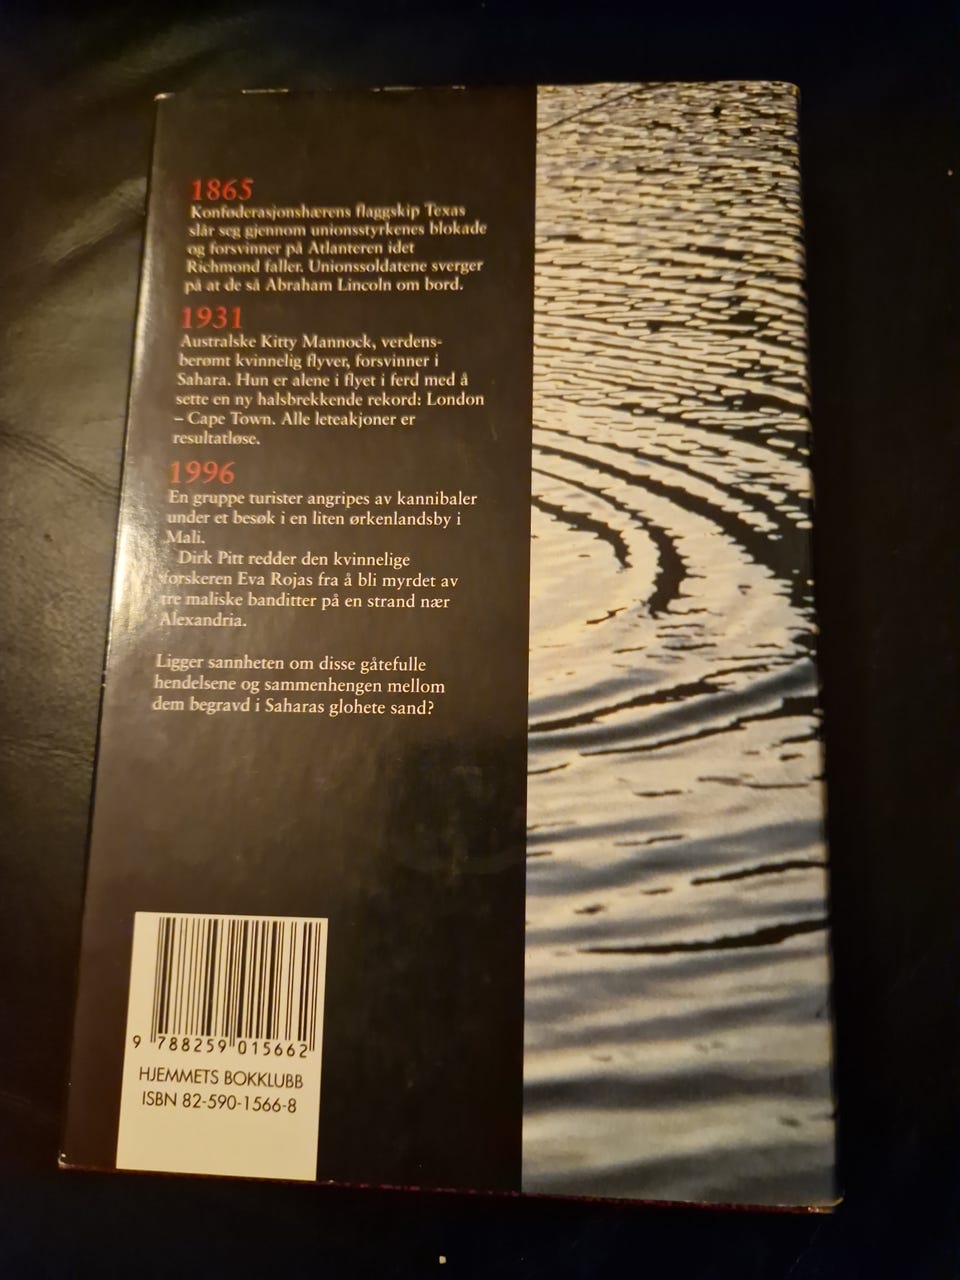 1865
Konføderasjonshærens flaggskip Texas
slår seg gjennom unionsstyrkenes blokade
og forsvinner på Atlanteren idet
Richmond faller. Unionssoldatene sverger
på at de så Abraham Lincoln om bord.
1931
Australske Kitty Mannock, verdens-
berømt kvinnelig flyver, forsvinner i
Sahara. Hun er alene i flyet i ferd med å
sette en ny halsbrekkende rekord: London
– Cape Town. Alle leteakjoner er
resultatløse.
1996
En gruppe turister angripes av kannibaler
under et besøk i en liten ørkenlandsby i
Mali.
Dirk Pitt redder den kvinnelige
forskeren Eva Rojas fra å bli myrdet av
tre maliske banditter på en strand nær
Alexandria.
Ligger sannheten om disse gåtefulle
hendelsene og sammenhengen mellom
dem begravd i Saharas glohete sand?
9 788259 015662
HJEMMETS BOKKLUBB
ISBN 82-590-1566-8